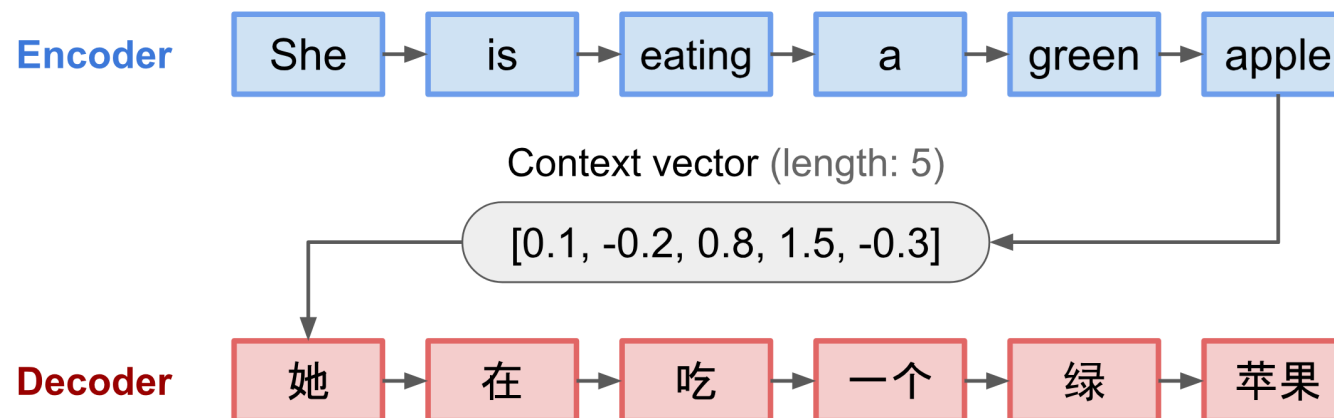 Encoder She is eating a green apple
Context vector (length: 5)
[0.1, -0.2, 0.8, 1.5, -0.3]
Decoder 她 在 吃 一个 绿 苹果